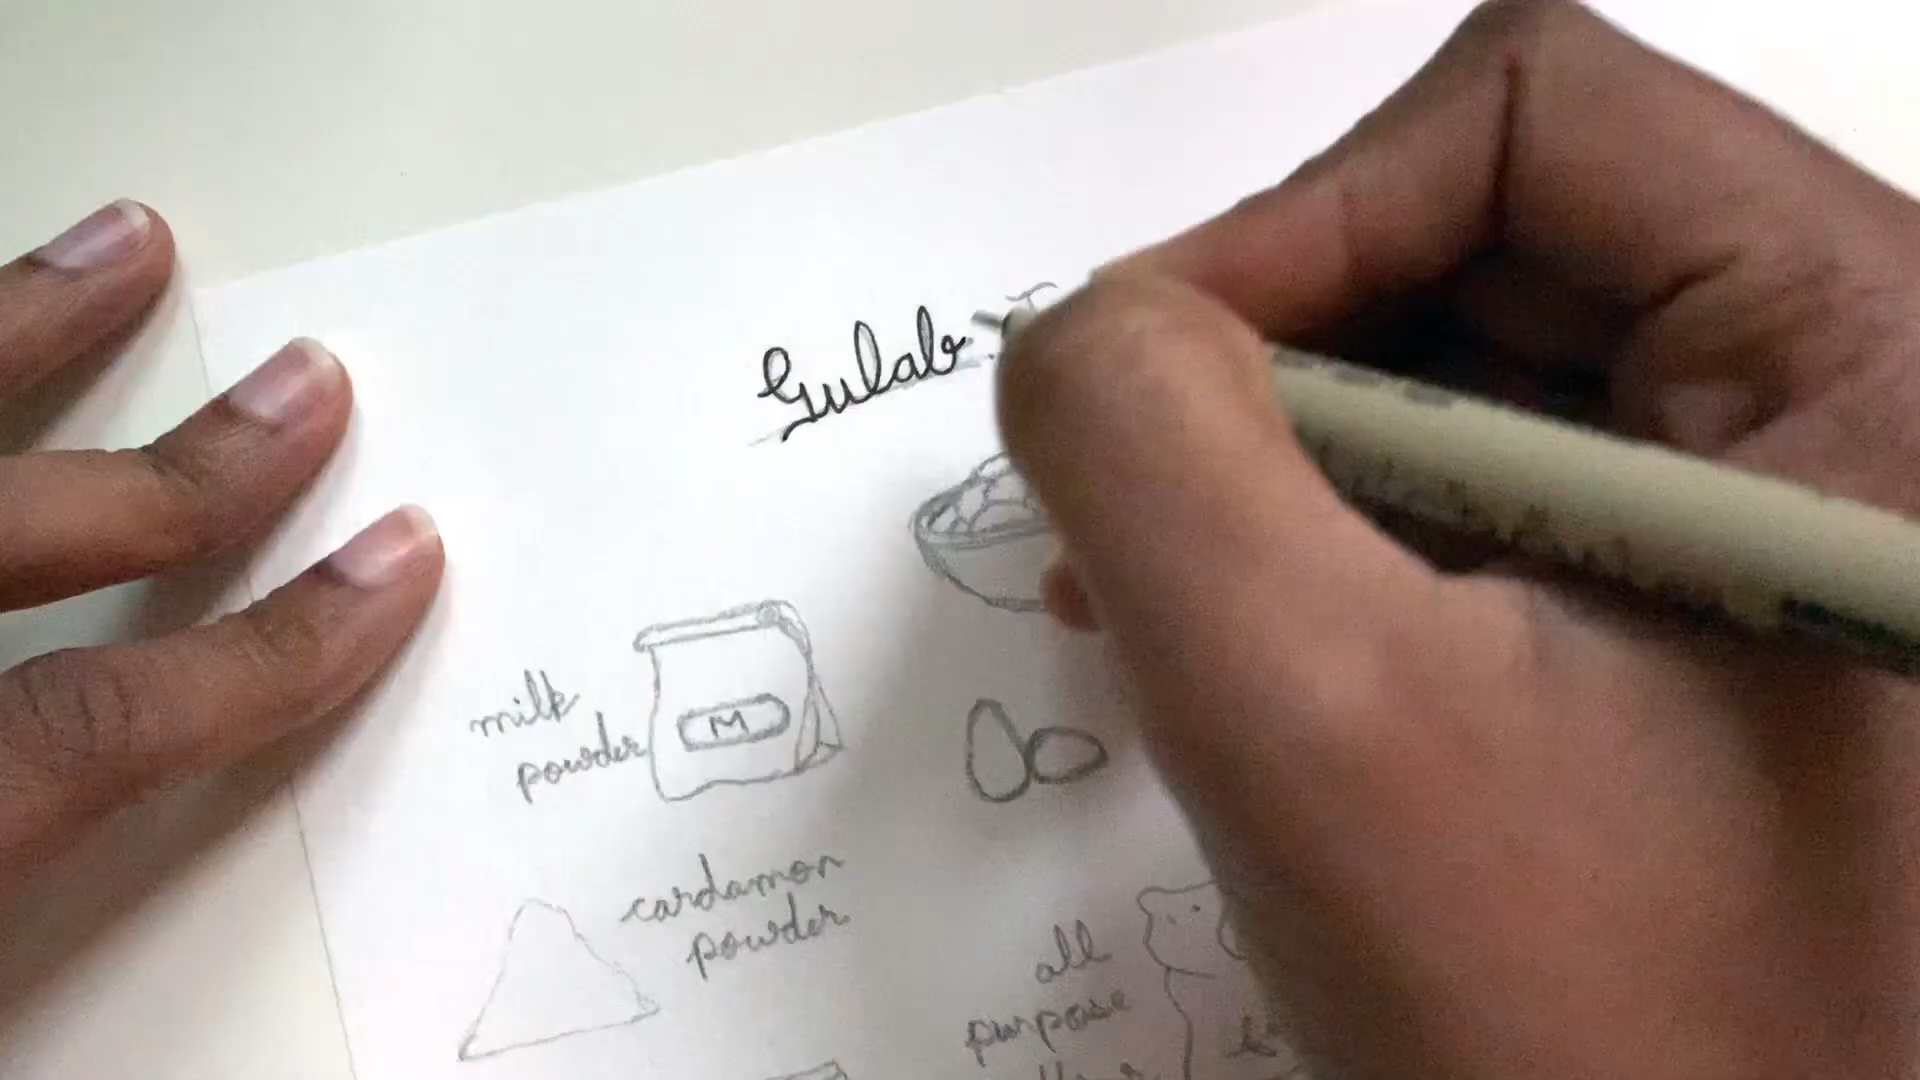 Gulab J
milk
powder
M
cardamon
powder
all
purpose